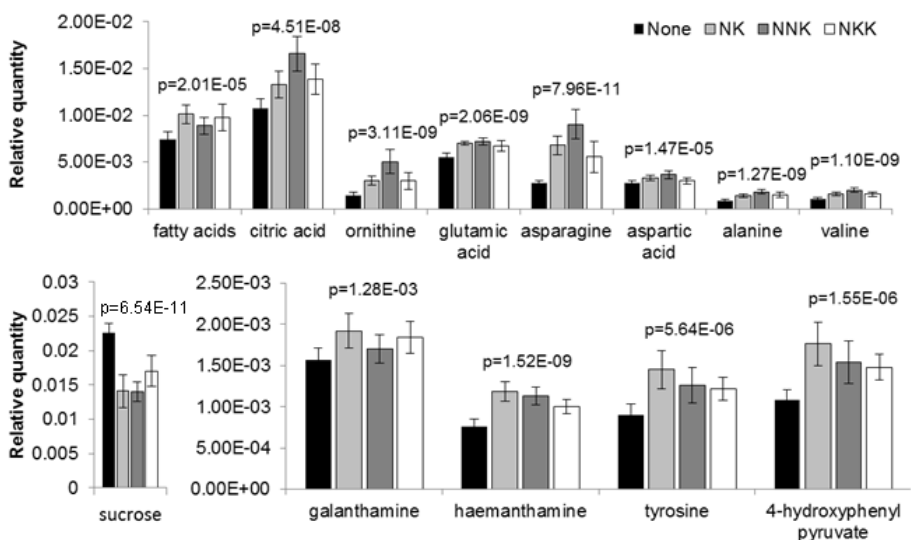 Relative quantity
2.00E-02
1.50E-02
1.00E-02
5.00E-03
0.00E+00
None NK NNK NKK
p=2.01E-05
p=4.51E-08
p=3.11E-09
p=2.06E-09
p=7.96E-11
p=1.47E-05
p=1.27E-09
p=1.10E-09
fatty acids
citric acid
ornithine
glutamic
acid
asparagine
aspartic
acid
alanine
valine
Relative quantity
0.03
0.025
0.02
0.015
0.01
0.005
0
p=6.54E-11
sucrose
2.50E-03
2.00E-03
1.50E-03
1.00E-03
5.00E-04
0.00E+00
p=1.28E-03
p=1.52E-09
p=5.64E-06
p=1.55E-06
galanthamine
haemanthamine
tyrosine
4-hydroxyphenyl
pyruvate